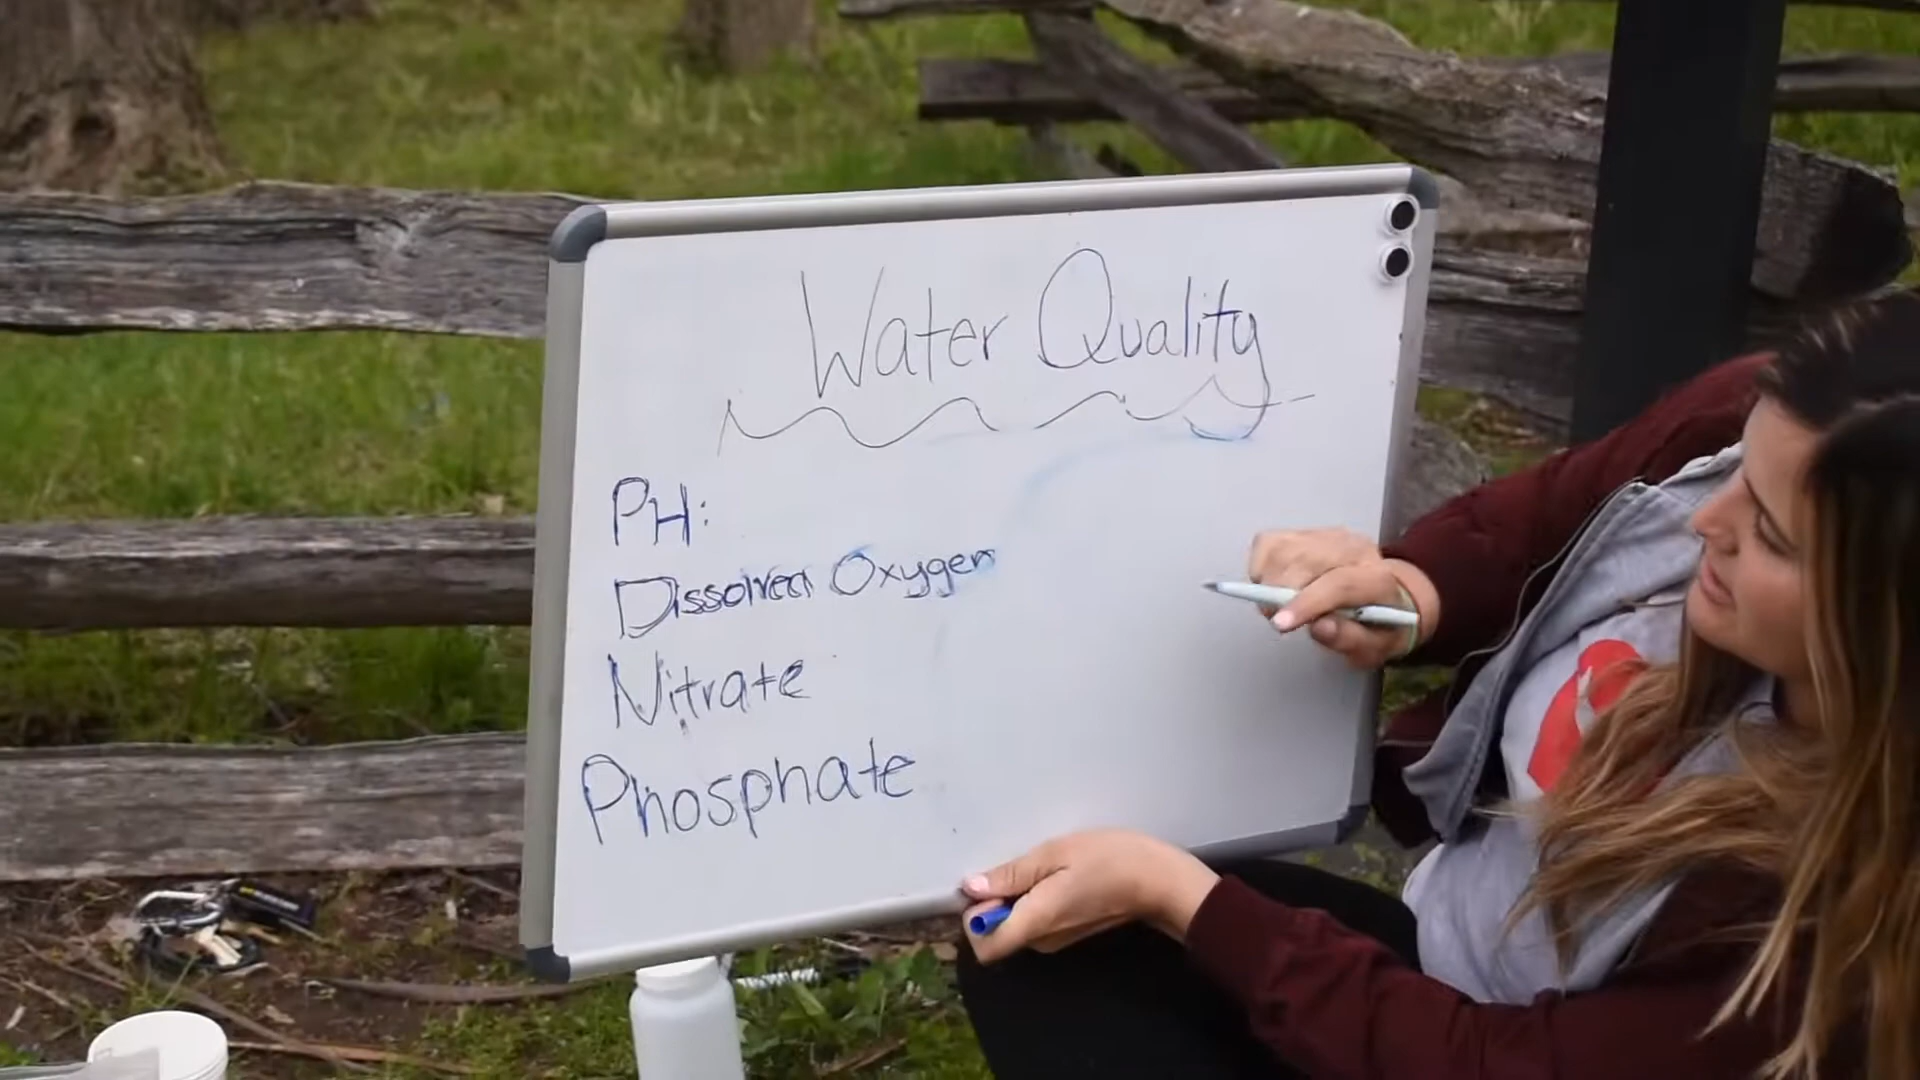 Water Quality
PH:
Dissolved Oxygen
Nitrate
Phosphate